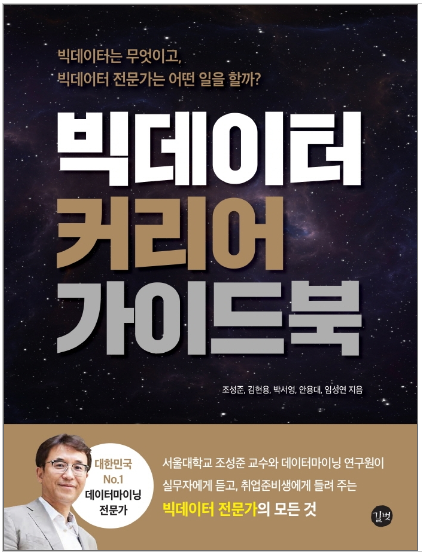 빅데이터는 무엇이고,
빅데이터 전문가는 어떤 일을 할까?
빅데이터
커리어
가이드북
조성준, 김현용, 박서영, 안용대, 임성연 지음
대한민국
No.1
데이터마이닝
전문가
서울대학교 조성준 교수와 데이터마이닝 연구원이
실무자에게 듣고, 취업준비생에게 들려 주는
빅데이터 전문가의 모든 것
길벗